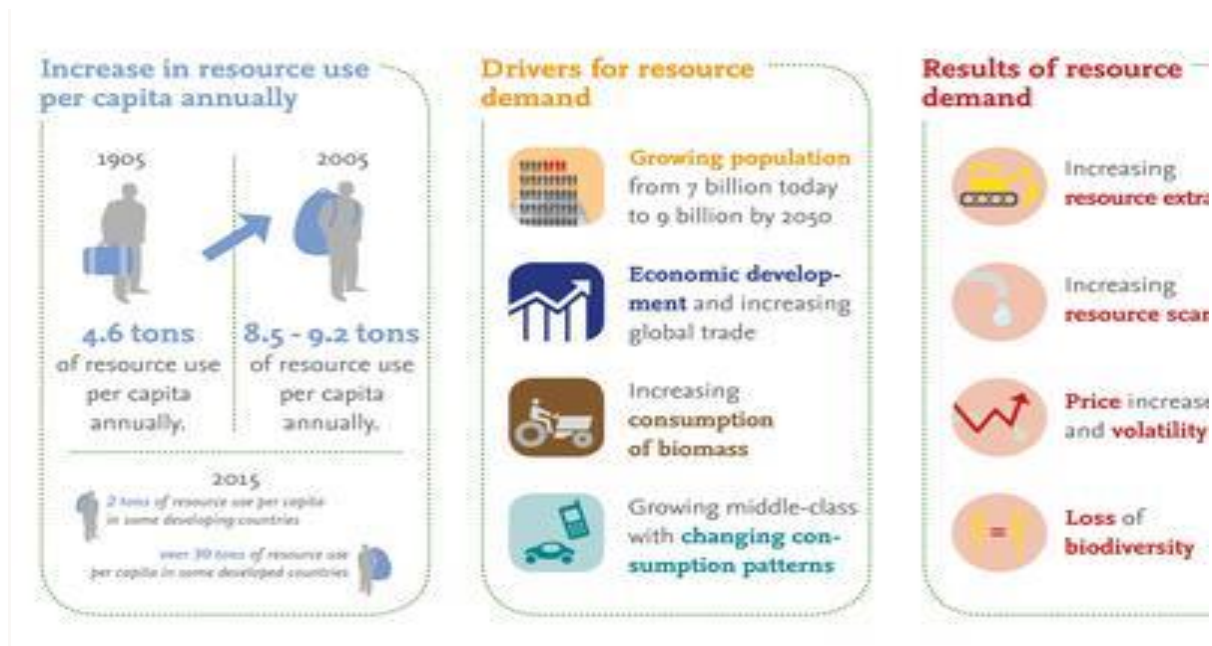 Increase in resource use
per capita annually
1905
2005
4.6 tons
of resource use
per capita
annually.
8.5 - 9.2 tons
of resource use
per capita
annually.
2015
2 tons of resource use per capita
in some developing countries
over 30 tons of resource use
per capita in some developed countries
Drivers for resource
demand
Growing population
from 7 billion today
to 9 billion by 2050
Economic develop-
ment and increasing
global trade
Increasing
consumption
of biomass
Growing middle-class
with changing con-
sumption patterns
Results of resource
demand
Increasing
resource extra
Increasing
resource scar
Price increase
and volatility
=
Loss of
biodiversity